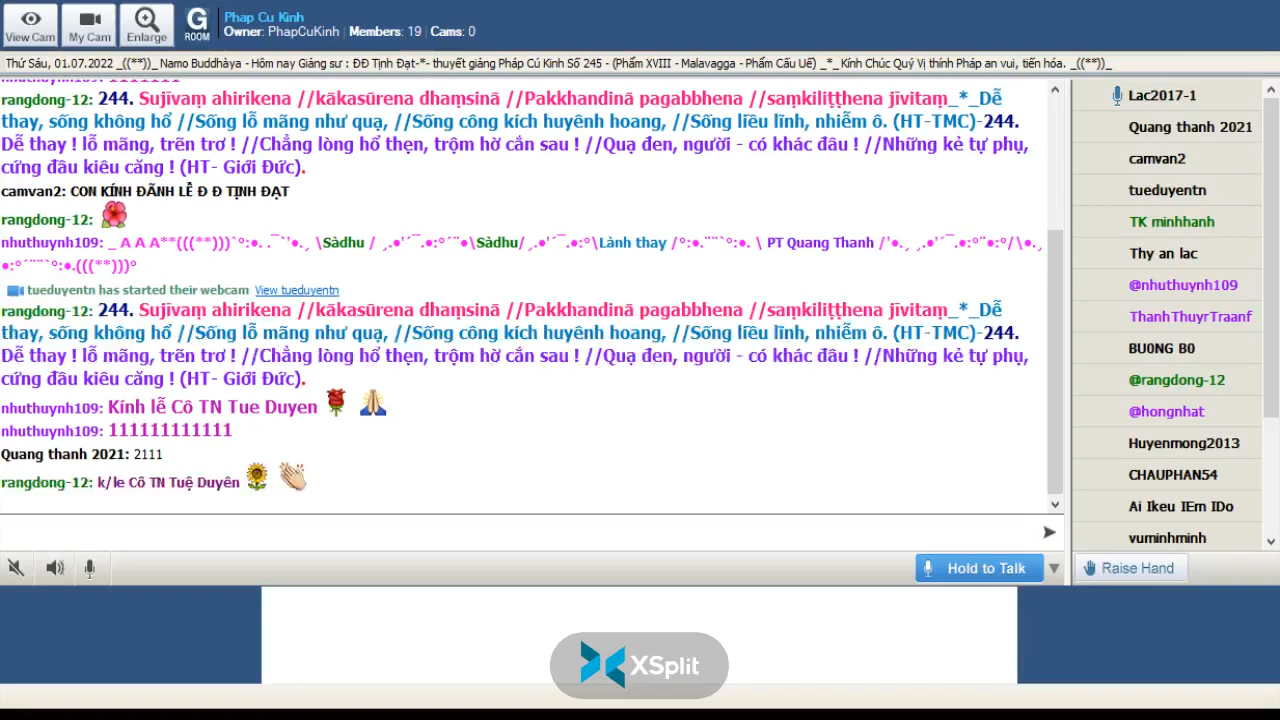 View Cam
My Cam
Enlarge
G
ROOM
Phap Cu Kinh
Owner: PhapCuKinh | Members: 19 | Cams: 0
Thứ Sáu, 01.07.2022 _((**))_ Namo Buddhàya - Hôm nay Giảng sư : ĐĐ Tịnh Đạt-*- thuyết giảng Pháp Cú Kinh Số 245 - (Phẩm XVIII - Malavagga - Phẩm Cấu Uế) _*_ Kính Chúc Quý Vị thính Pháp an vui, tiến hóa. _((**))_
rangdong-12: 244. Sujīvaṃ ahirikena //kākasūrena dhaṃsinā //Pakkhandinā pagabbhena //saṃkiliṭṭhena jīvitaṃ_*_Dễ
thay, sống không hổ //Sống lỗ mãng như quạ, //Sống công kích huyênh hoang, //Sống lĩêu lĩnh, nhiễm ô. (HT-TMC)-244.
Dễ thay ! lỗ mãng, trẽn trơ ! //Chẳng lòng hổ thẹn, trộm hờ cắn sau ! //Quạ đen, người - có khác đâu ! //Những kẻ tự phụ,
cứng đầu kiêu căng ! (HT- Giới Đức).
camvan2: CON KÍNH ĐÃNH LỄ Đ Đ TỊNH ĐẠT
rangdong-12:
nhuthuynh109: _ A A A**(((**)))`°:•. .¯`'•.¸ \Sàdhu / ¸.•'´¯.•:°´¨•\Sàdhu/¸.•'´¯.•:°\Lành thay /°:•.¨¨`°:•. \ PT Quang Thanh /'•.¸ ¸.•'´¯.•:°¨•:°/\•.¸
•:°´¨¨`°:•.(((**)))°
tueduyentn has started their webcam View tueduyentn
rangdong-12: 244. Sujīvaṃ ahirikena //kākasūrena dhaṃsinā //Pakkhandinā pagabbhena //saṃkiliṭṭhena jīvitaṃ_*_Dễ
thay, sống không hổ //Sống lỗ mãng như quạ, //Sống công kích huyênh hoang, //Sống lĩêu lĩnh, nhiễm ô. (HT-TMC)-244.
Dễ thay ! lỗ mãng, trẽn trơ ! //Chẳng lòng hổ thẹn, trộm hờ cắn sau ! //Quạ đen, người - có khác đâu ! //Những kẻ tự phụ,
cứng đầu kiêu căng ! (HT- Giới Đức).
nhuthuynh109: Kính lễ Cô TN Tue Duyen
nhuthuynh109: 111111111111
Quang thanh 2021: 2111
rangdong-12: k/le Cô TN Tuệ Duyên
Lac2017-1
Quang thanh 2021
camvan2
tueduyentn
TK minhhanh
Thy an lac
@nhuthuynh109
ThanhThuyrTraanf
BU0NG B0
@rangdong-12
@hongnhat
Huyenmong2013
CHAUPHAN54
Ai Ikeu IEm IDo
vuminhminh
Hold to Talk
Raise Hand
XSplit